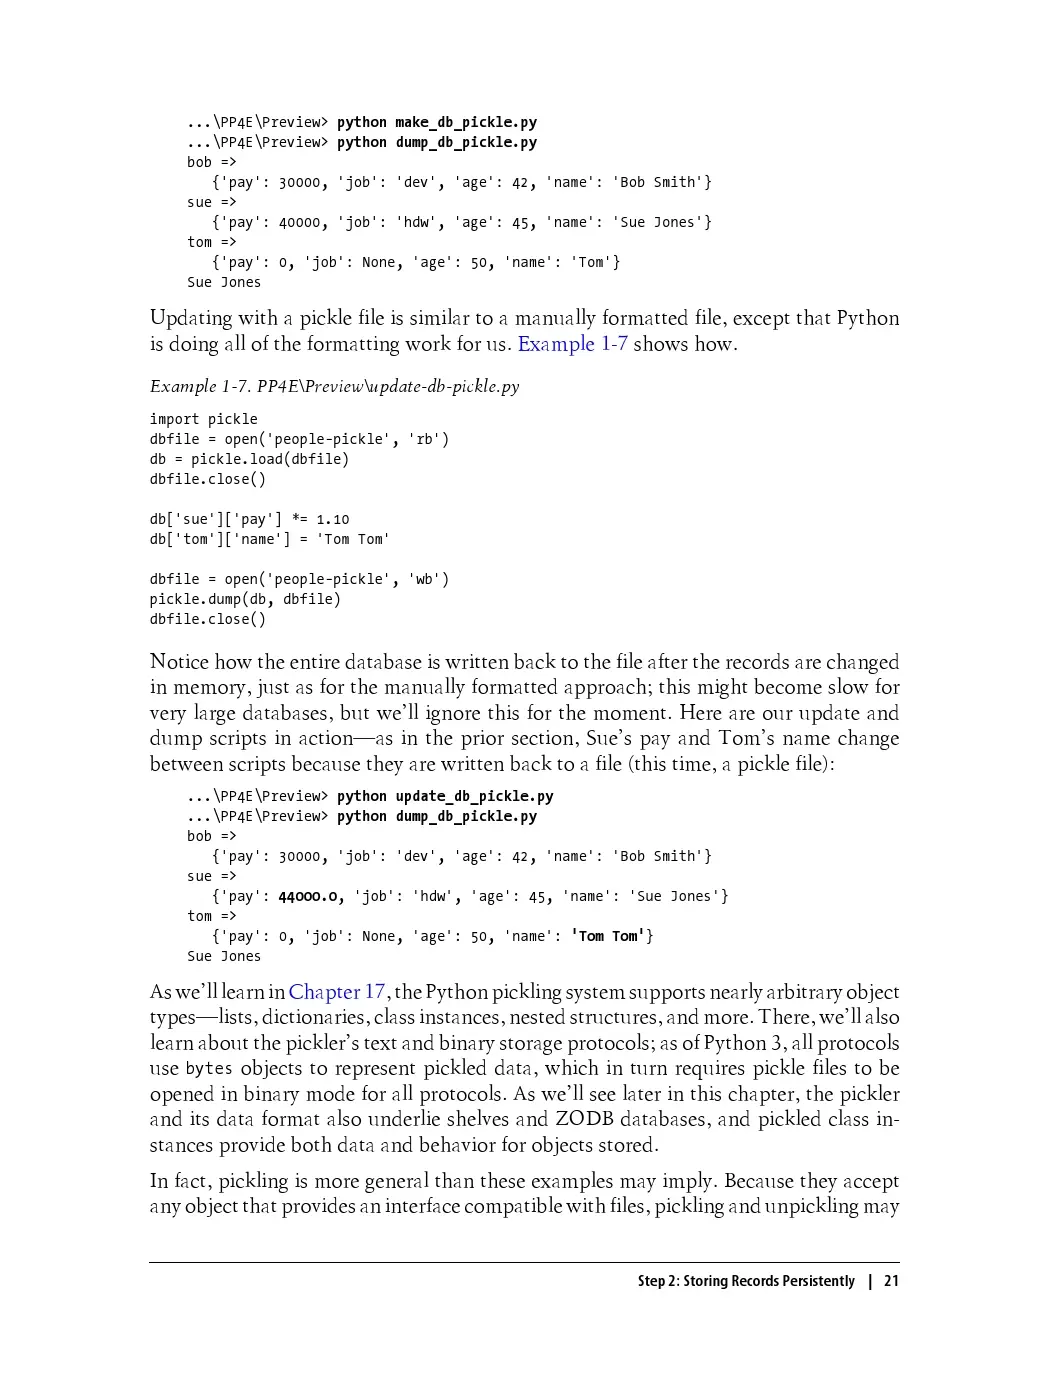 ...\PP4E\Preview> python make_db_pickle.py
...\PP4E\Preview> python dump_db_pickle.py
bob =>
   {'pay': 30000, 'job': 'dev', 'age': 42, 'name': 'Bob Smith'}
sue =>
   {'pay': 40000, 'job': 'hdw', 'age': 45, 'name': 'Sue Jones'}
tom =>
   {'pay': 0, 'job': None, 'age': 50, 'name': 'Tom'}
Sue Jones
Updating with a pickle file is similar to a manually formatted file, except that Python
is doing all of the formatting work for us. Example 1-7 shows how.
Example 1-7. PP4E\Preview\update-db-pickle.py
import pickle
dbfile = open('people-pickle', 'rb')
db = pickle.load(dbfile)
dbfile.close()
db['sue']['pay'] *= 1.10
db['tom']['name'] = 'Tom Tom'
dbfile = open('people-pickle', 'wb')
pickle.dump(db, dbfile)
dbfile.close()
Notice how the entire database is written back to the file after the records are changed
in memory, just as for the manually formatted approach; this might become slow for
very large databases, but we’ll ignore this for the moment. Here are our update and
dump scripts in action—as in the prior section, Sue’s pay and Tom’s name change
between scripts because they are written back to a file (this time, a pickle file):
...\PP4E\Preview> python update_db_pickle.py
...\PP4E\Preview> python dump_db_pickle.py
bob =>
   {'pay': 30000, 'job': 'dev', 'age': 42, 'name': 'Bob Smith'}
sue =>
   {'pay': 44000.0, 'job': 'hdw', 'age': 45, 'name': 'Sue Jones'}
tom =>
   {'pay': 0, 'job': None, 'age': 50, 'name': 'Tom Tom'}
Sue Jones
As we’ll learn in Chapter 17, the Python pickling system supports nearly arbitrary object
types—lists, dictionaries, class instances, nested structures, and more. There, we’ll also
learn about the pickler’s text and binary storage protocols; as of Python 3, all protocols
use bytes objects to represent pickled data, which in turn requires pickle files to be
opened in binary mode for all protocols. As we’ll see later in this chapter, the pickler
and its data format also underlie shelves and ZODB databases, and pickled class in-
stances provide both data and behavior for objects stored.
In fact, pickling is more general than these examples may imply. Because they accept
any object that provides an interface compatible with files, pickling and unpickling may
Step 2: Storing Records Persistently | 21